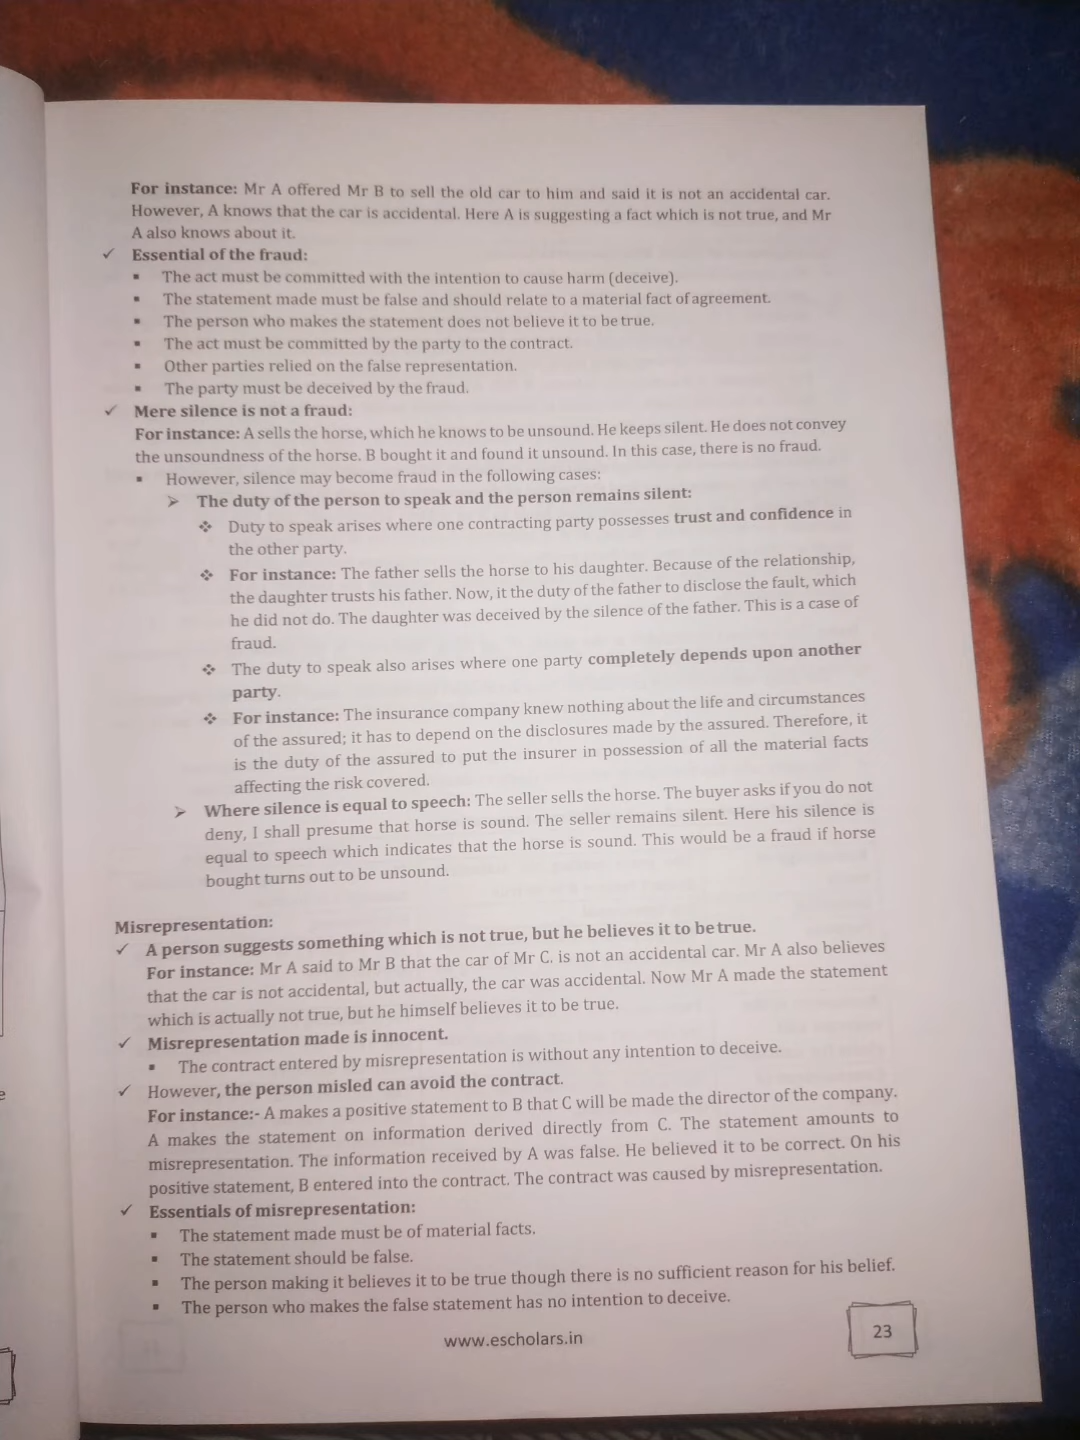 For instance: Mr A offered Mr B to sell the old car to him and said it is not an accidental car.
However, A knows that the car is accidental. Here A is suggesting a fact which is not true, and Mr
A also knows about it.
✓ Essential of the fraud:
▪ The act must be committed with the intention to cause harm (deceive).
▪ The statement made must be false and should relate to a material fact of agreement.
▪ The person who makes the statement does not believe it to be true.
▪ The act must be committed by the party to the contract.
▪ Other parties relied on the false representation.
▪ The party must be deceived by the fraud.
✓ Mere silence is not a fraud:
For instance: A sells the horse, which he knows to be unsound. He keeps silent. He does not convey
the unsoundness of the horse. B bought it and found it unsound. In this case, there is no fraud.
▪ However, silence may become fraud in the following cases:
➢ The duty of the person to speak and the person remains silent:
❖ Duty to speak arises where one contracting party possesses trust and confidence in
the other party.
❖ For instance: The father sells the horse to his daughter. Because of the relationship,
the daughter trusts his father. Now, it the duty of the father to disclose the fault, which
he did not do. The daughter was deceived by the silence of the father. This is a case of
fraud.
❖ The duty to speak also arises where one party completely depends upon another
party.
❖ For instance: The insurance company knew nothing about the life and circumstances
of the assured; it has to depend on the disclosures made by the assured. Therefore, it
is the duty of the assured to put the insurer in possession of all the material facts
affecting the risk covered.
➢ Where silence is equal to speech: The seller sells the horse. The buyer asks if you do not
deny, I shall presume that horse is sound. The seller remains silent. Here his silence is
equal to speech which indicates that the horse is sound. This would be a fraud if horse
bought turns out to be unsound.
Misrepresentation:
✓ A person suggests something which is not true, but he believes it to be true.
For instance: Mr A said to Mr B that the car of Mr C. is not an accidental car. Mr A also believes
that the car is not accidental, but actually, the car was accidental. Now Mr A made the statement
which is actually not true, but he himself believes it to be true.
✓ Misrepresentation made is innocent.
▪ The contract entered by misrepresentation is without any intention to deceive.
✓ However, the person misled can avoid the contract.
For instance:- A makes a positive statement to B that C will be made the director of the company.
A makes the statement on information derived directly from C. The statement amounts to
misrepresentation. The information received by A was false. He believed it to be correct. On his
positive statement, B entered into the contract. The contract was caused by misrepresentation.
✓ Essentials of misrepresentation:
▪ The statement made must be of material facts.
▪ The statement should be false.
▪ The person making it believes it to be true though there is no sufficient reason for his belief.
▪ The person who makes the false statement has no intention to deceive.
www.escholars.in
23